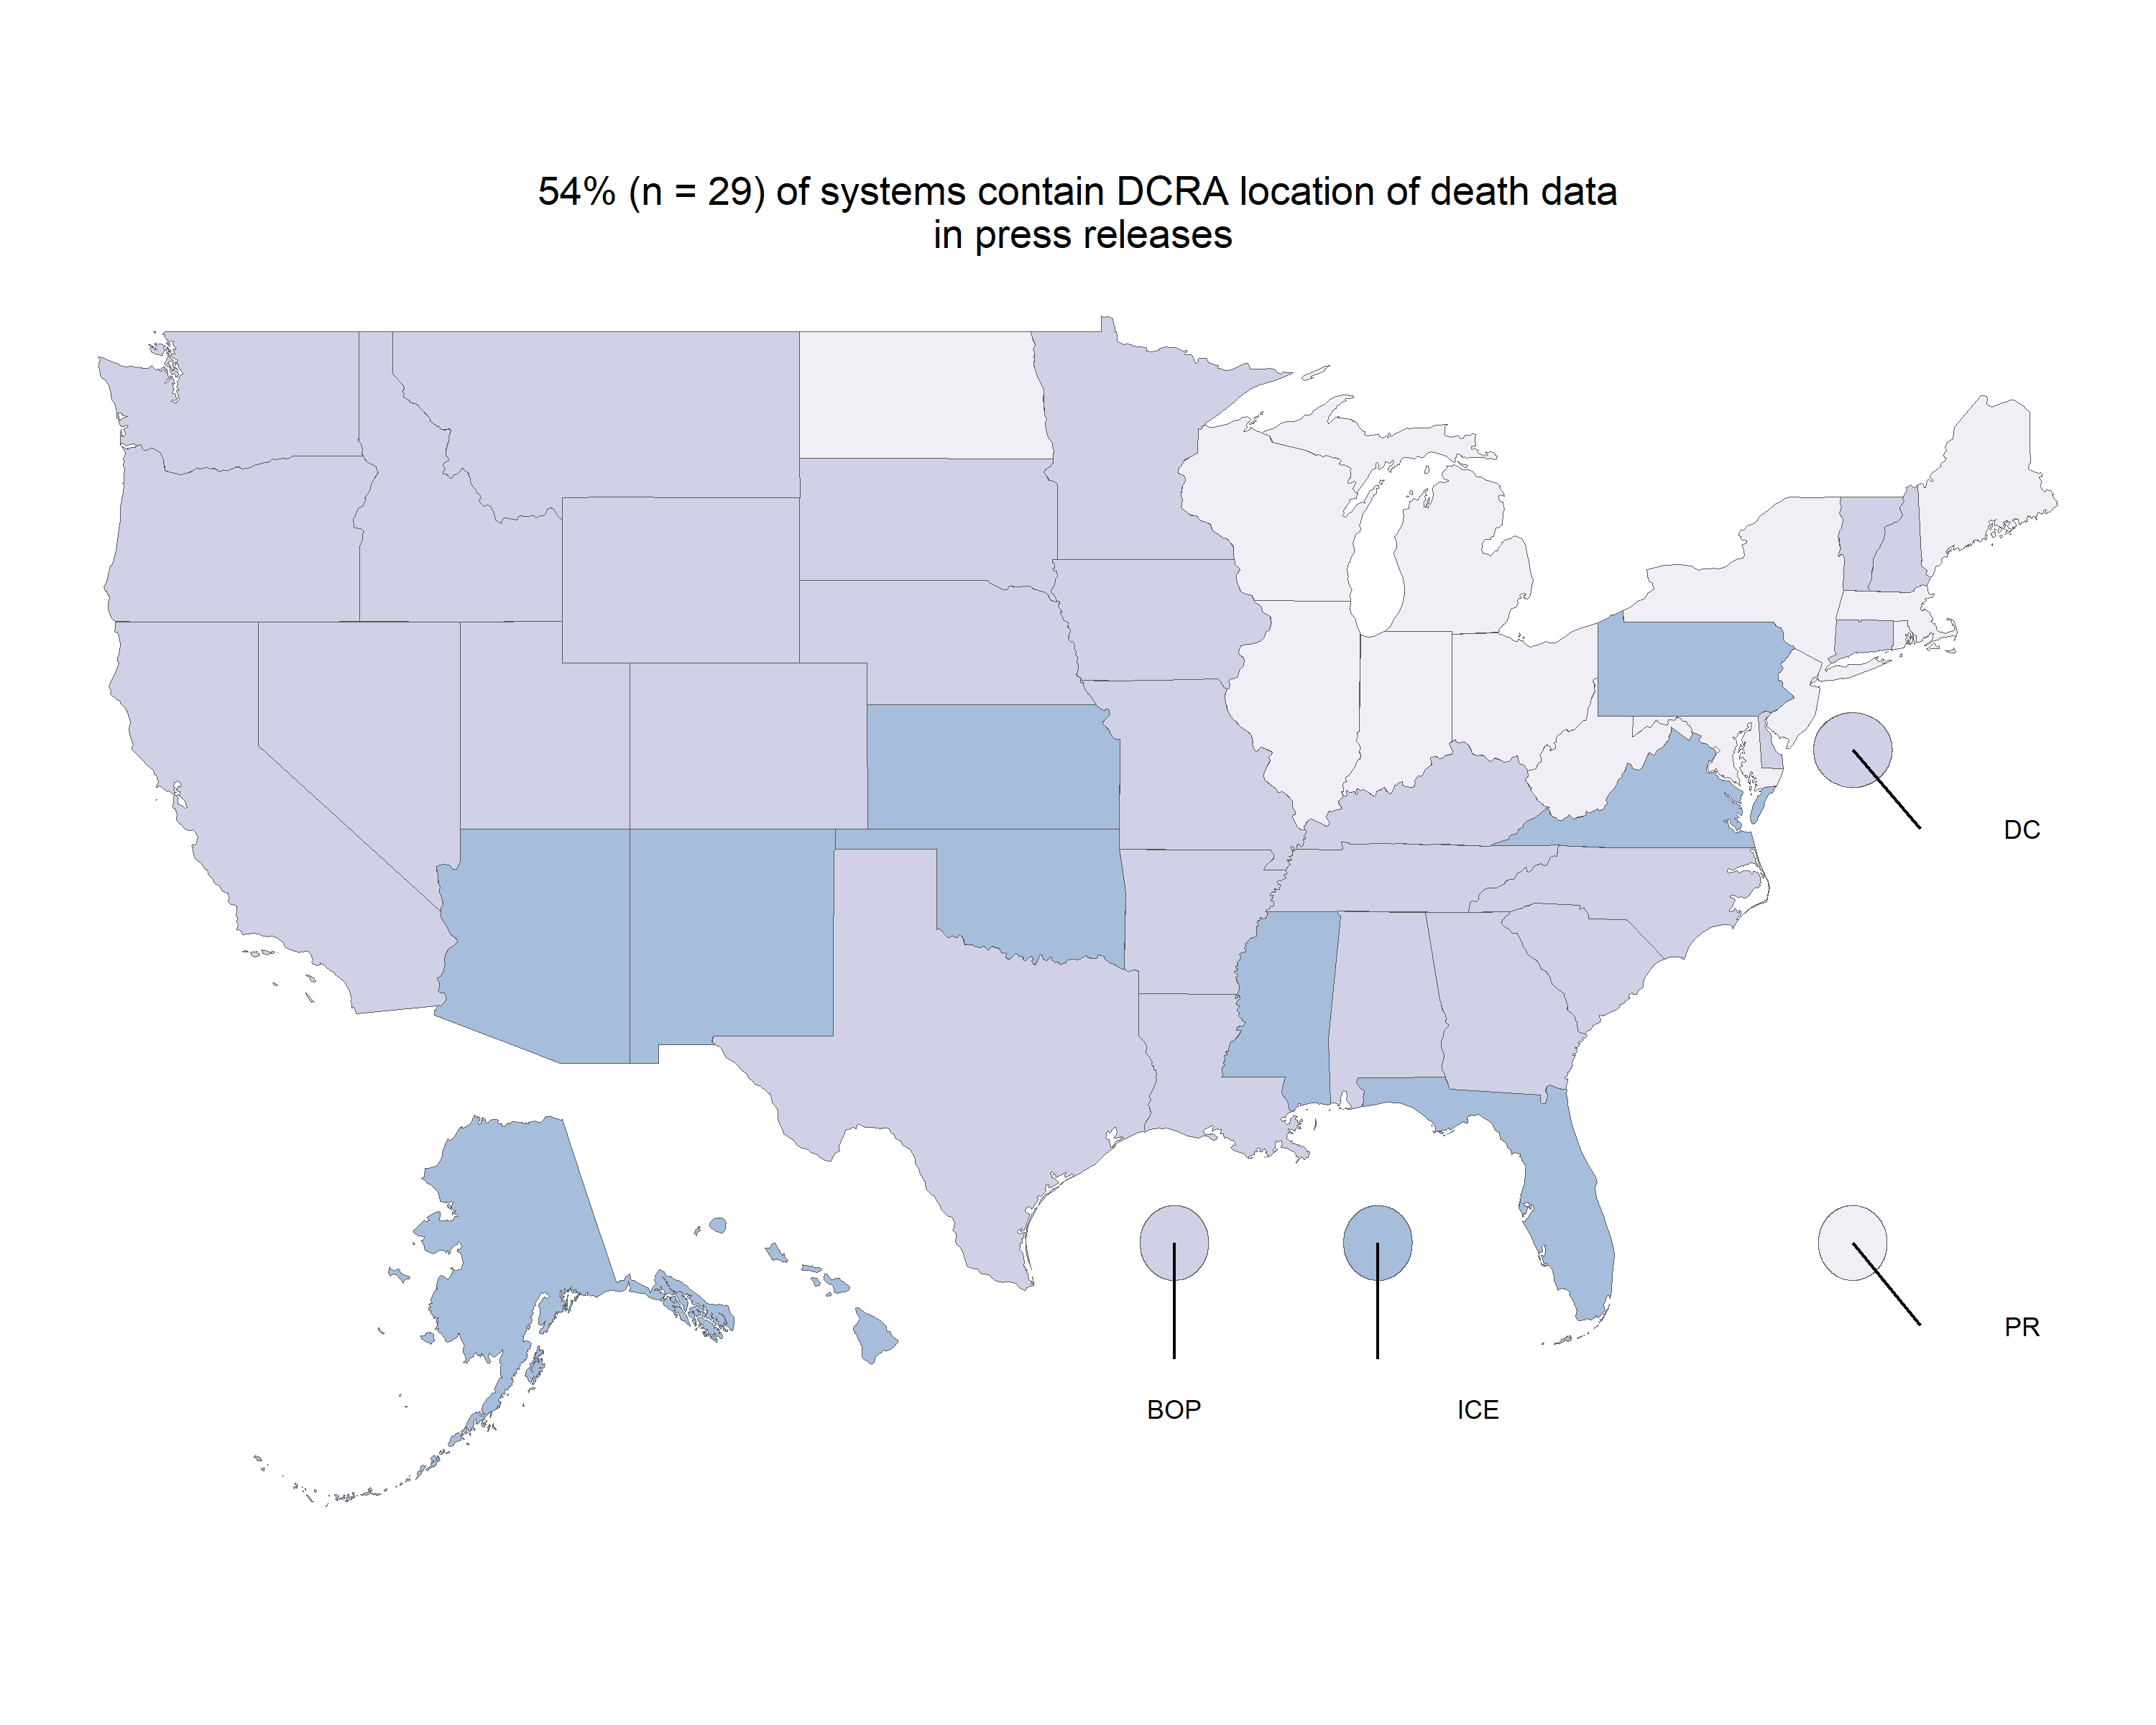 54% (n = 29) of systems contain DCRA location of death data
in press releases
DC
PR
BOP
ICE